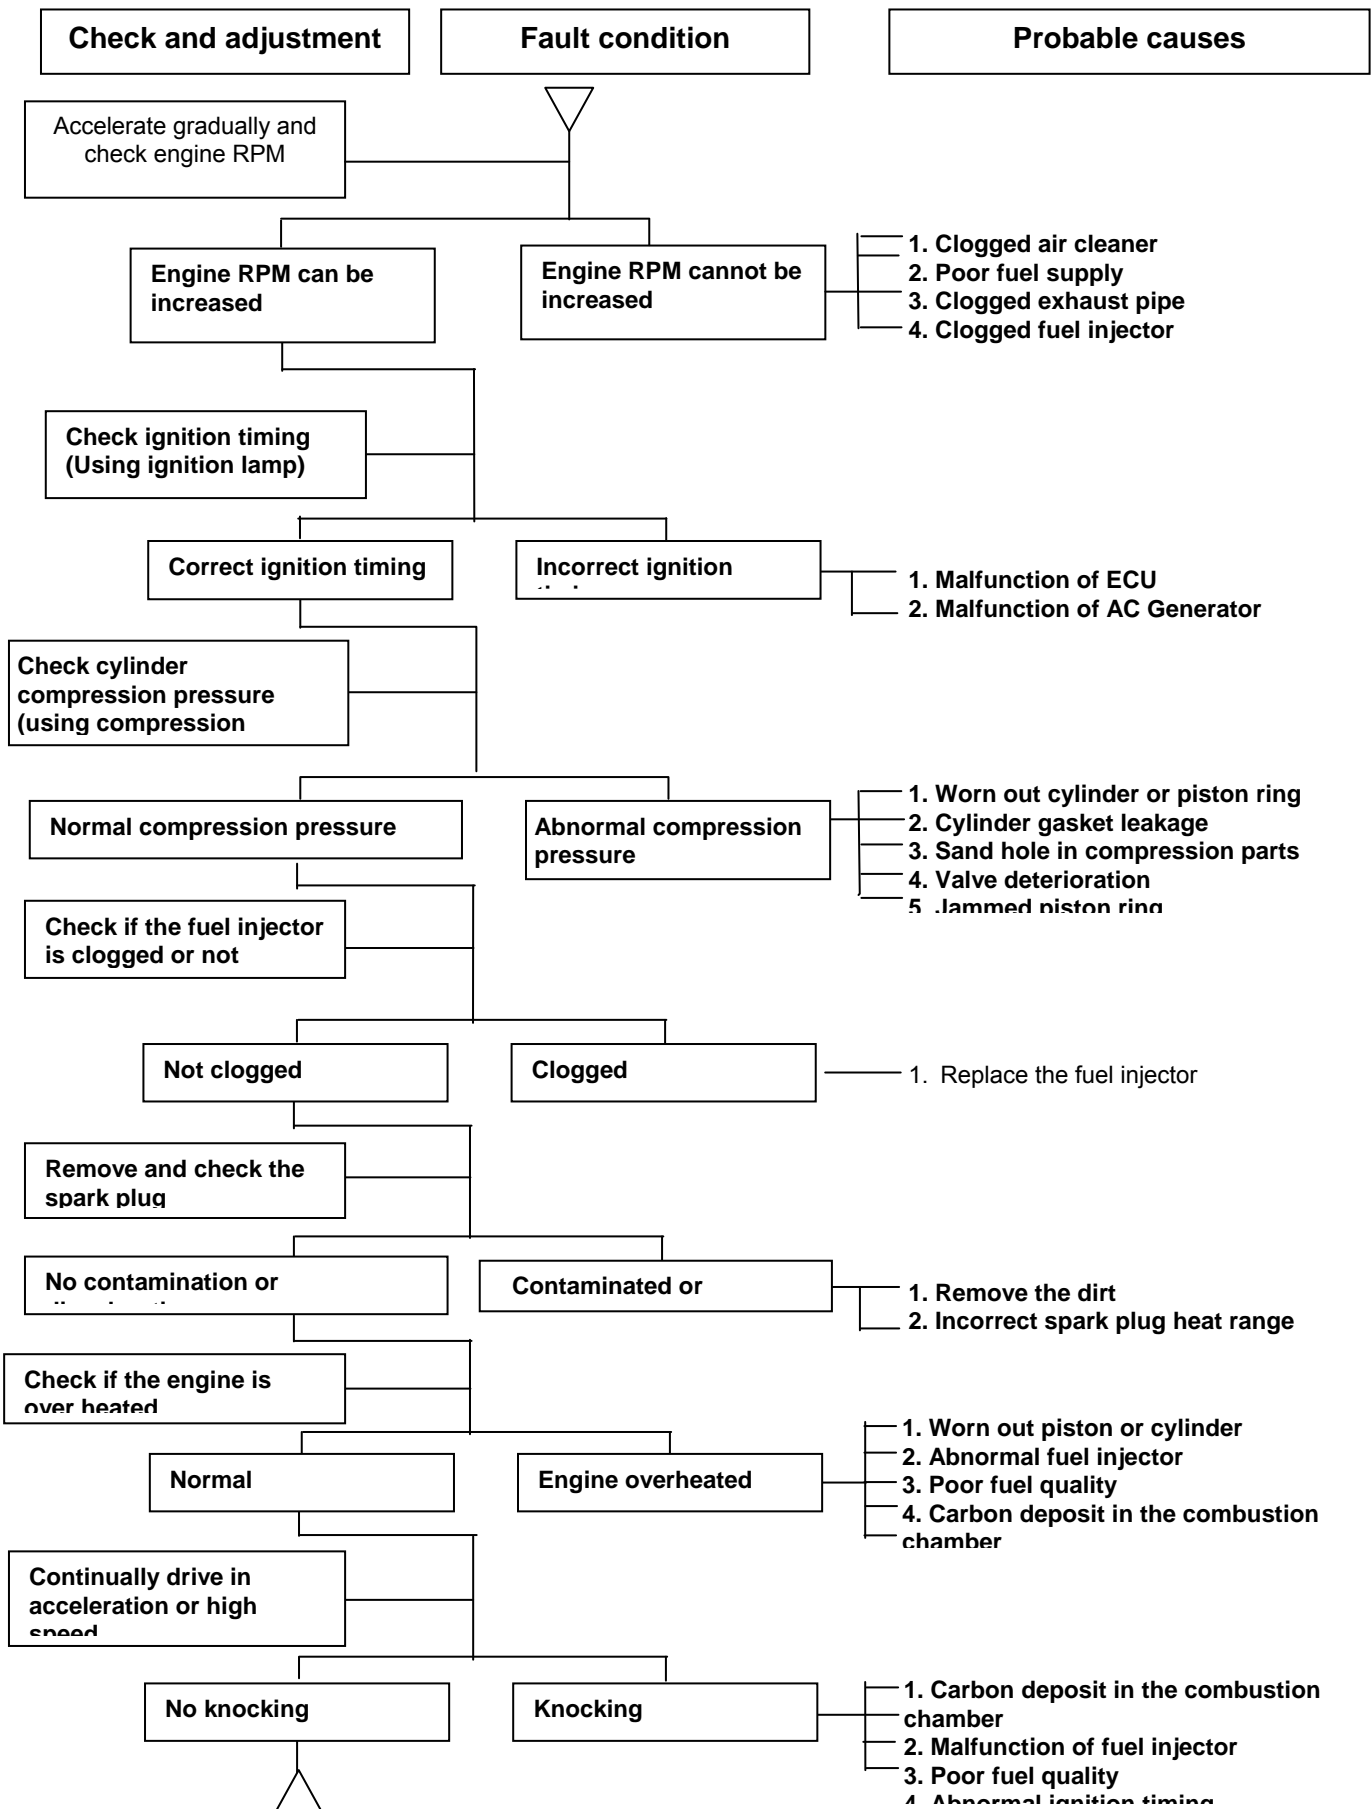 Check and adjustment
Fault condition
Probable causes
Accelerate gradually and
check engine RPM
Engine RPM can be
increased
Engine RPM cannot be
increased
1. Clogged air cleaner
2. Poor fuel supply
3. Clogged exhaust pipe
4. Clogged fuel injector
Check ignition timing
(Using ignition lamp)
Correct ignition timing
Incorrect ignition
1. Malfunction of ECU
2. Malfunction of AC Generator
Check cylinder
compression pressure
(using compression
Normal compression pressure
Abnormal compression
pressure
1. Worn out cylinder or piston ring
2. Cylinder gasket leakage
3. Sand hole in compression parts
4. Valve deterioration
5. Jammed piston ring
Check if the fuel injector
is clogged or not
Not clogged
Clogged
1. Replace the fuel injector
Remove and check the
spark plug
No contamination or
Contaminated or
1. Remove the dirt
2. Incorrect spark plug heat range
Check if the engine is
over heated
Normal
Engine overheated
1. Worn out piston or cylinder
2. Abnormal fuel injector
3. Poor fuel quality
4. Carbon deposit in the combustion
chamber
Continually drive in
acceleration or high
speed
No knocking
Knocking
1. Carbon deposit in the combustion
chamber
2. Malfunction of fuel injector
3. Poor fuel quality
4. Abnormal ignition timing